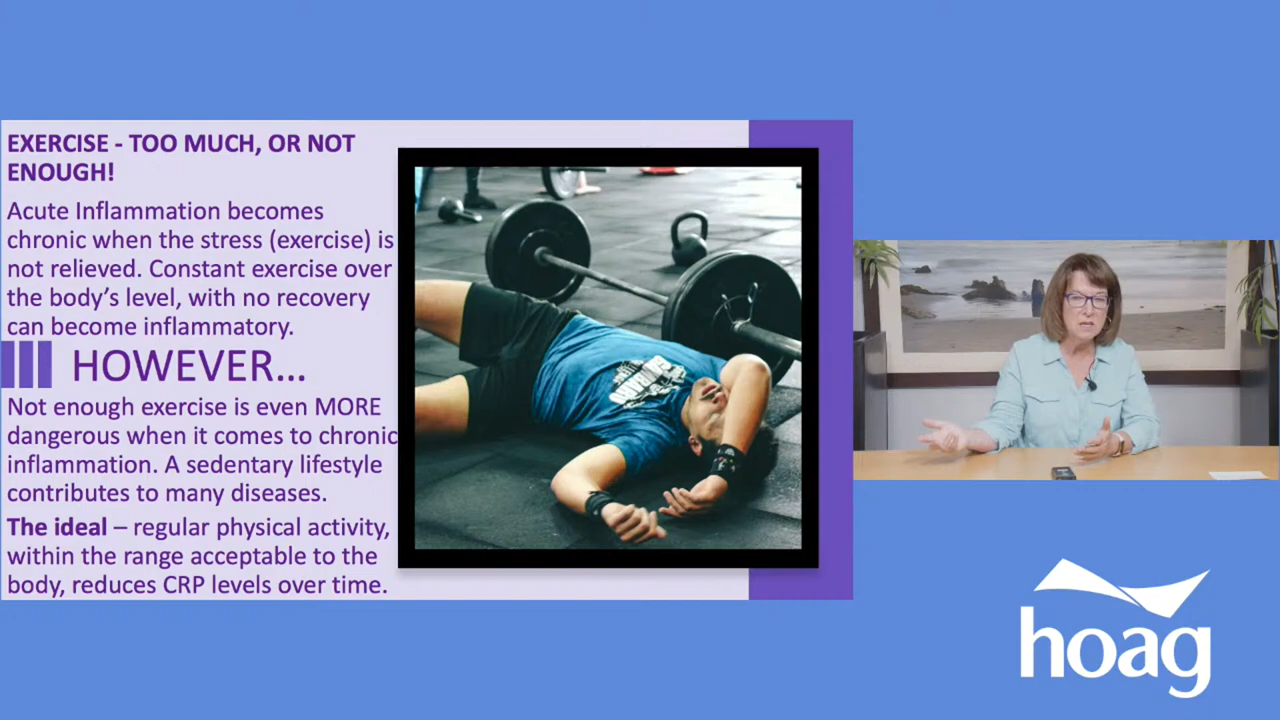 EXERCISE - TOO MUCH, OR NOT
ENOUGH!
Acute Inflammation becomes
chronic when the stress (exercise) is
not relieved. Constant exercise over
the body’s level, with no recovery
can become inflammatory.
HOWEVER...
Not enough exercise is even MORE
dangerous when it comes to chronic
inflammation. A sedentary lifestyle
contributes to many diseases.
The ideal – regular physical activity,
within the range acceptable to the
body, reduces CRP levels over time.
hoag